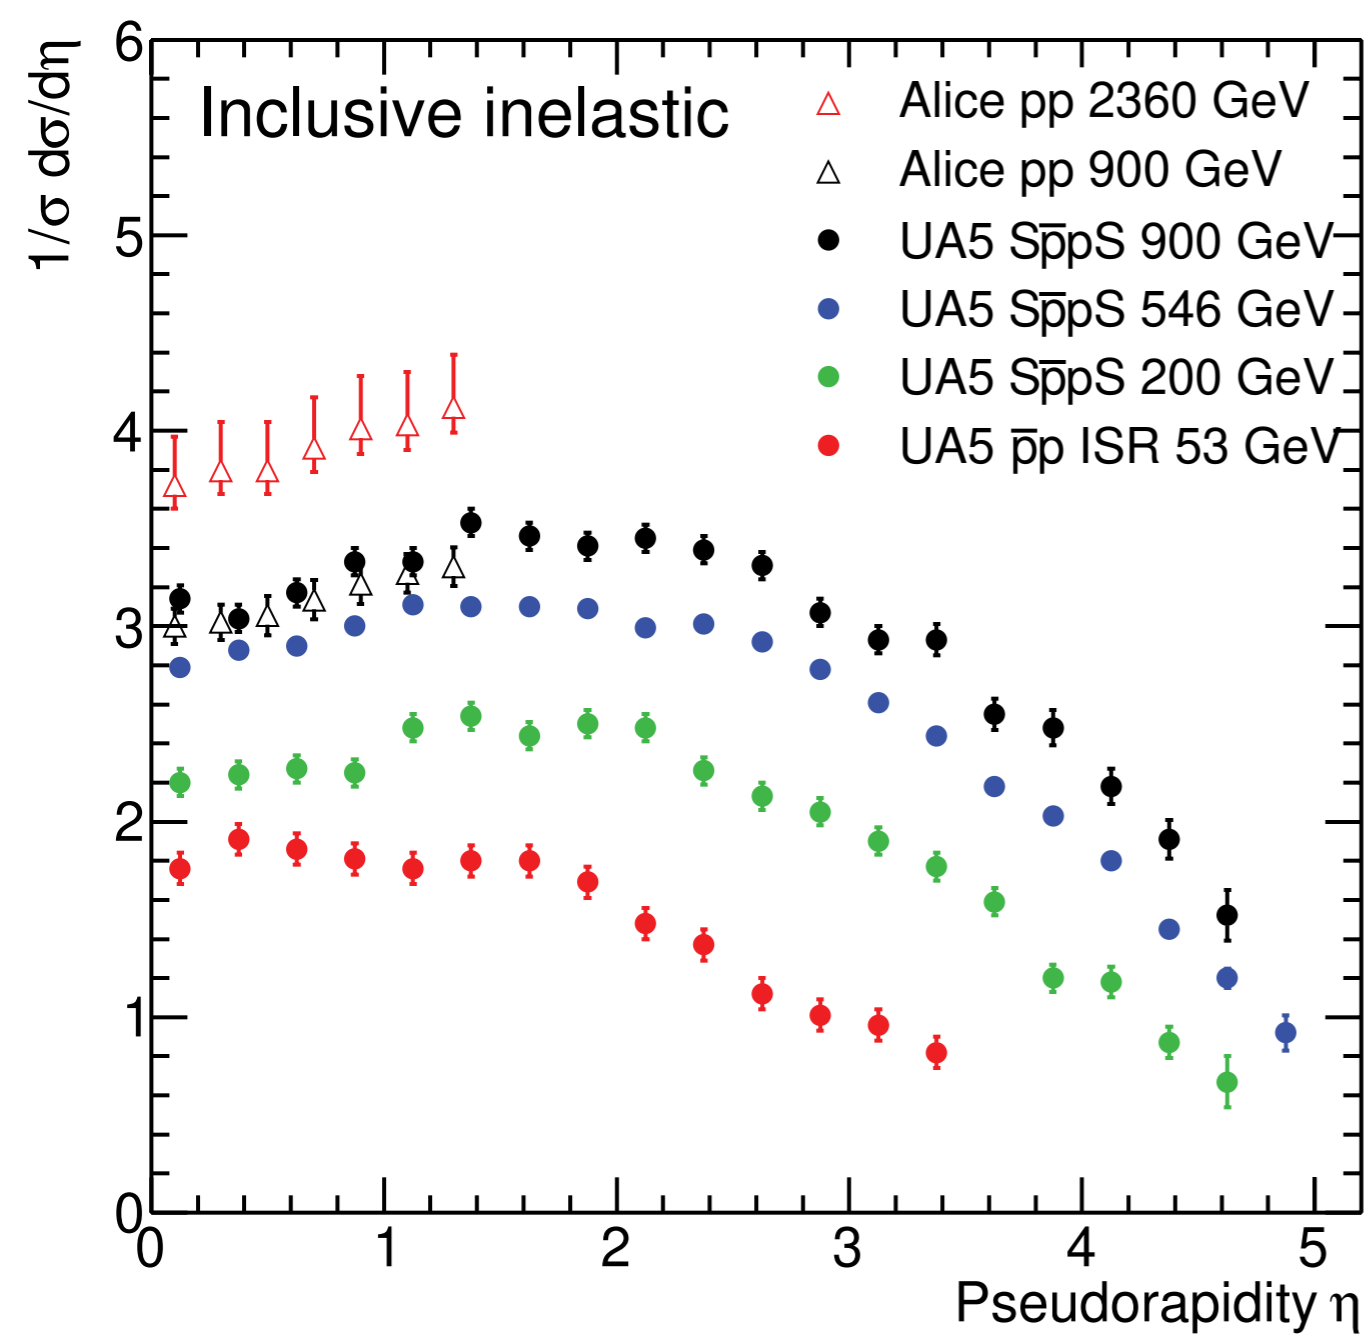 1/σ dσ/dη
6
5
4
3
2
1
0
Inclusive inelastic
Alice pp 2360 GeV
Alice pp 900 GeV
UA5 Sp̅pS 900 GeV
UA5 Sp̅pS 546 GeV
UA5 Sp̅pS 200 GeV
UA5 p̅p ISR 53 GeV
0 1 2 3 4 5
Pseudorapidity η